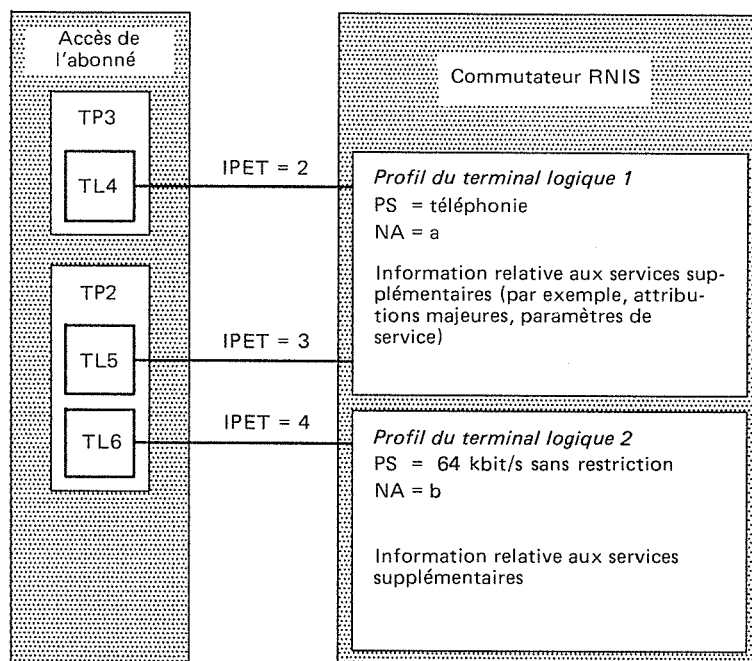 Accès de
l'abonné
Commutateur RNIS
TP3
TL4
IPET = 2
Profil du terminal logique 1
PS = téléphonie
NA = a
Information relative aux services sup-
plémentaires (par exemple, attribu-
tions majeures, paramètres de
service)
TP2
TL5
IPET = 3
TL6
IPET = 4
Profil du terminal logique 2
PS = 64 kbit/s sans restriction
NA = b
Information relative aux services
supplémentaires